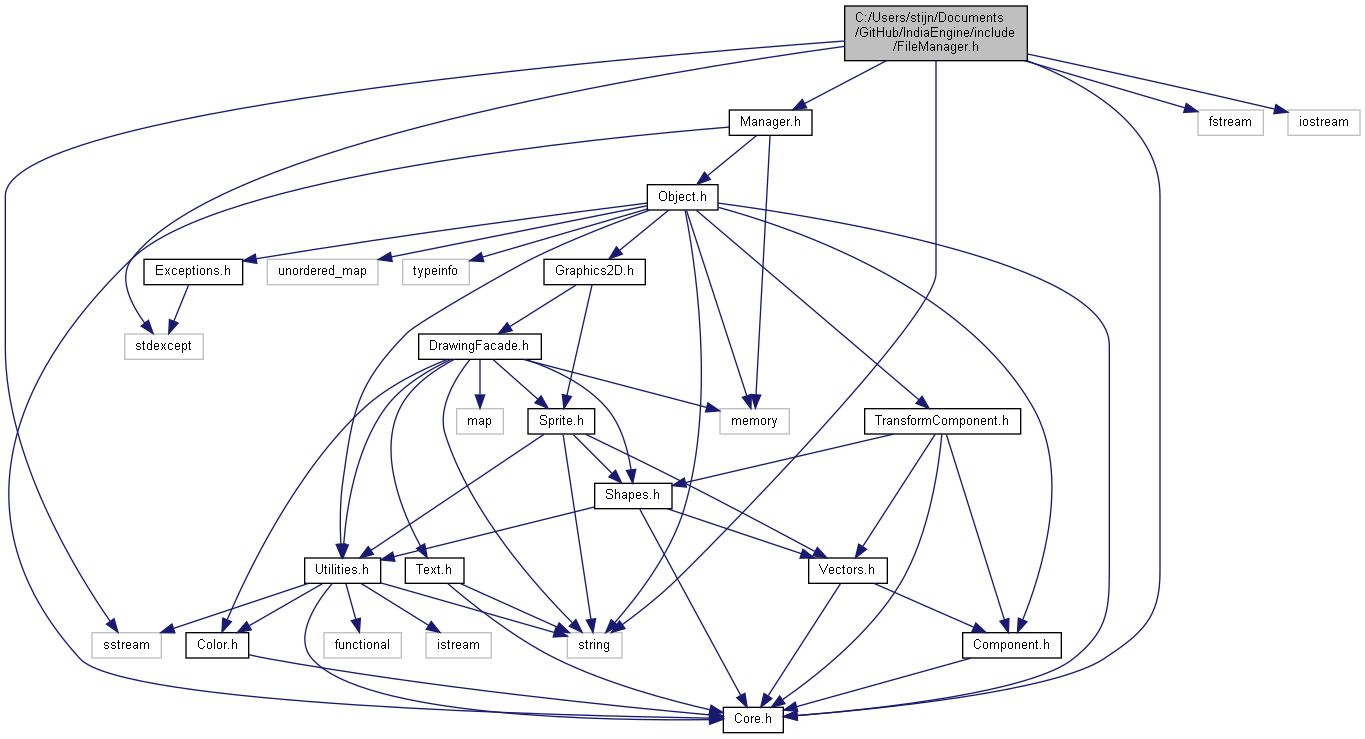 C:/Users/stijn/Documents
/GitHub/IndiaEngine/include
/FileManager.h
Manager.h
fstream
iostream
Object.h
Exceptions.h
unordered_map
typeinfo
Graphics2D.h
stdexcept
DrawingFacade.h
map
Sprite.h
memory
TransformComponent.h
Shapes.h
Utilities.h
Text.h
Vectors.h
sstream
Color.h
functional
istream
string
Component.h
Core.h